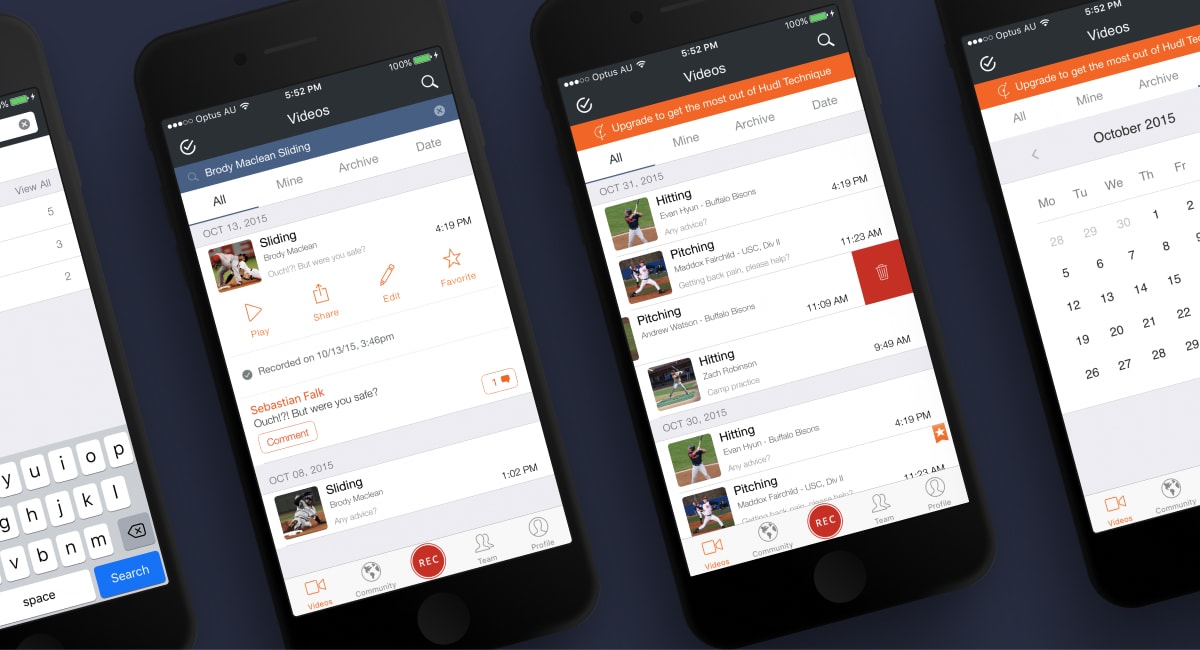 %
View All
5
3
2
y u i o p
g h j k l
v b n m
space
Search
Optus AU
5:52 PM
100%
Videos
Brody Maclean Sliding
All
Mine
Archive
Date
OCT 13, 2015
Sliding
4:19 PM
Brody Maclean
Ouch!?! But were you safe?
Play
Share
Edit
Favorite
Recorded on 10/13/15, 3:46pm
Sebastian Falk
Ouch!?! But were you safe?
1
Comment
OCT 08, 2015
Sliding
1:02 PM
Brody Maclean
Any advice?
Videos
Community
REC
Team
Profile
Optus AU
5:52 PM
100%
Videos
Upgrade to get the most out of Hudl Technique
All
Mine
Archive
Date
OCT 31, 2015
Hitting
4:19 PM
Evan Hyun - Buffalo Bisons
Any advice?
Pitching
11:23 AM
Maddox Fairchild - USC, Div II
Getting back pain, please help?
Pitching
11:09 AM
Andrew Watson - Buffalo Bisons
Hitting
9:49 AM
Zach Robinson
Camp practice
OCT 30, 2015
Hitting
4:19 PM
Evan Hyun - Buffalo Bisons
Any advice?
Pitching
11:23 AM
Maddox Fairchild - USC, Div II
Getting back pain, please help?
Videos
Community
REC
Team
Profile
Optus AU
5:52 PM
Videos
Upgrade to get the most out of Hudl Technique
All
Mine
Archive
October 2015
Mo Tu We Th Fr
28 29 30 1 2
5 6 7 8 9
12 13 14 15
19 20 21 22
26 27 28 29
Videos
Community